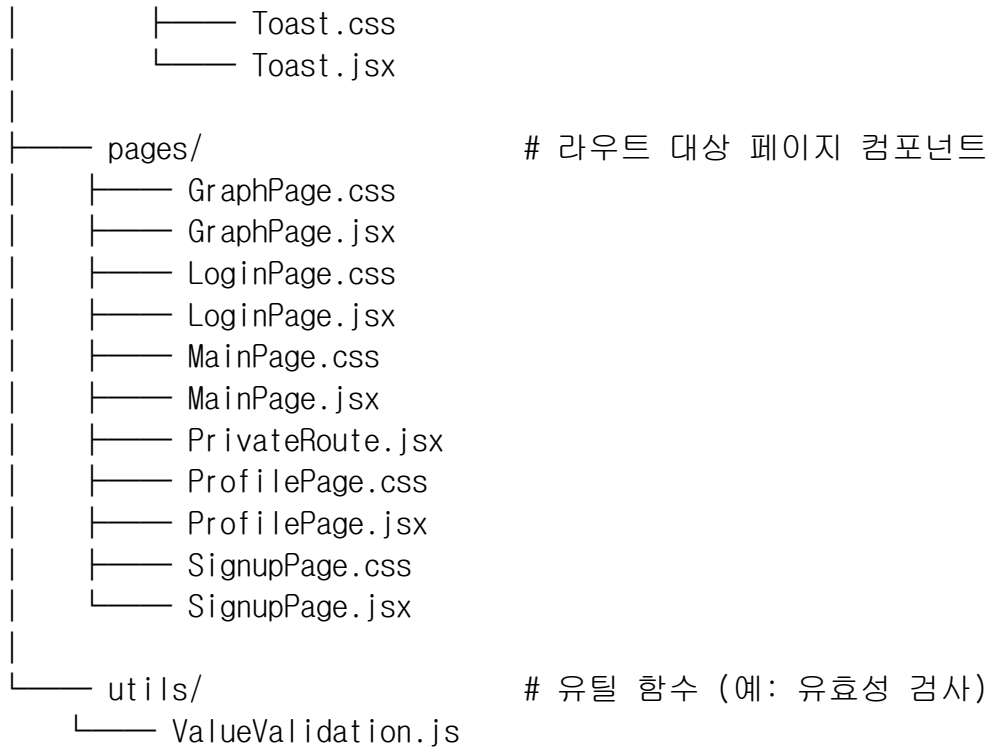 │       ├── Toast.css
│       └── Toast.jsx
│
├── pages/                # 라우트 대상 페이지 컴포넌트
│   ├── GraphPage.css
│   ├── GraphPage.jsx
│   ├── LoginPage.css
│   ├── LoginPage.jsx
│   ├── MainPage.css
│   ├── MainPage.jsx
│   ├── PrivateRoute.jsx
│   ├── ProfilePage.css
│   ├── ProfilePage.jsx
│   ├── SignupPage.css
│   └── SignupPage.jsx
│
└── utils/                # 유틸 함수 (예: 유효성 검사)
    └── ValueValidation.js